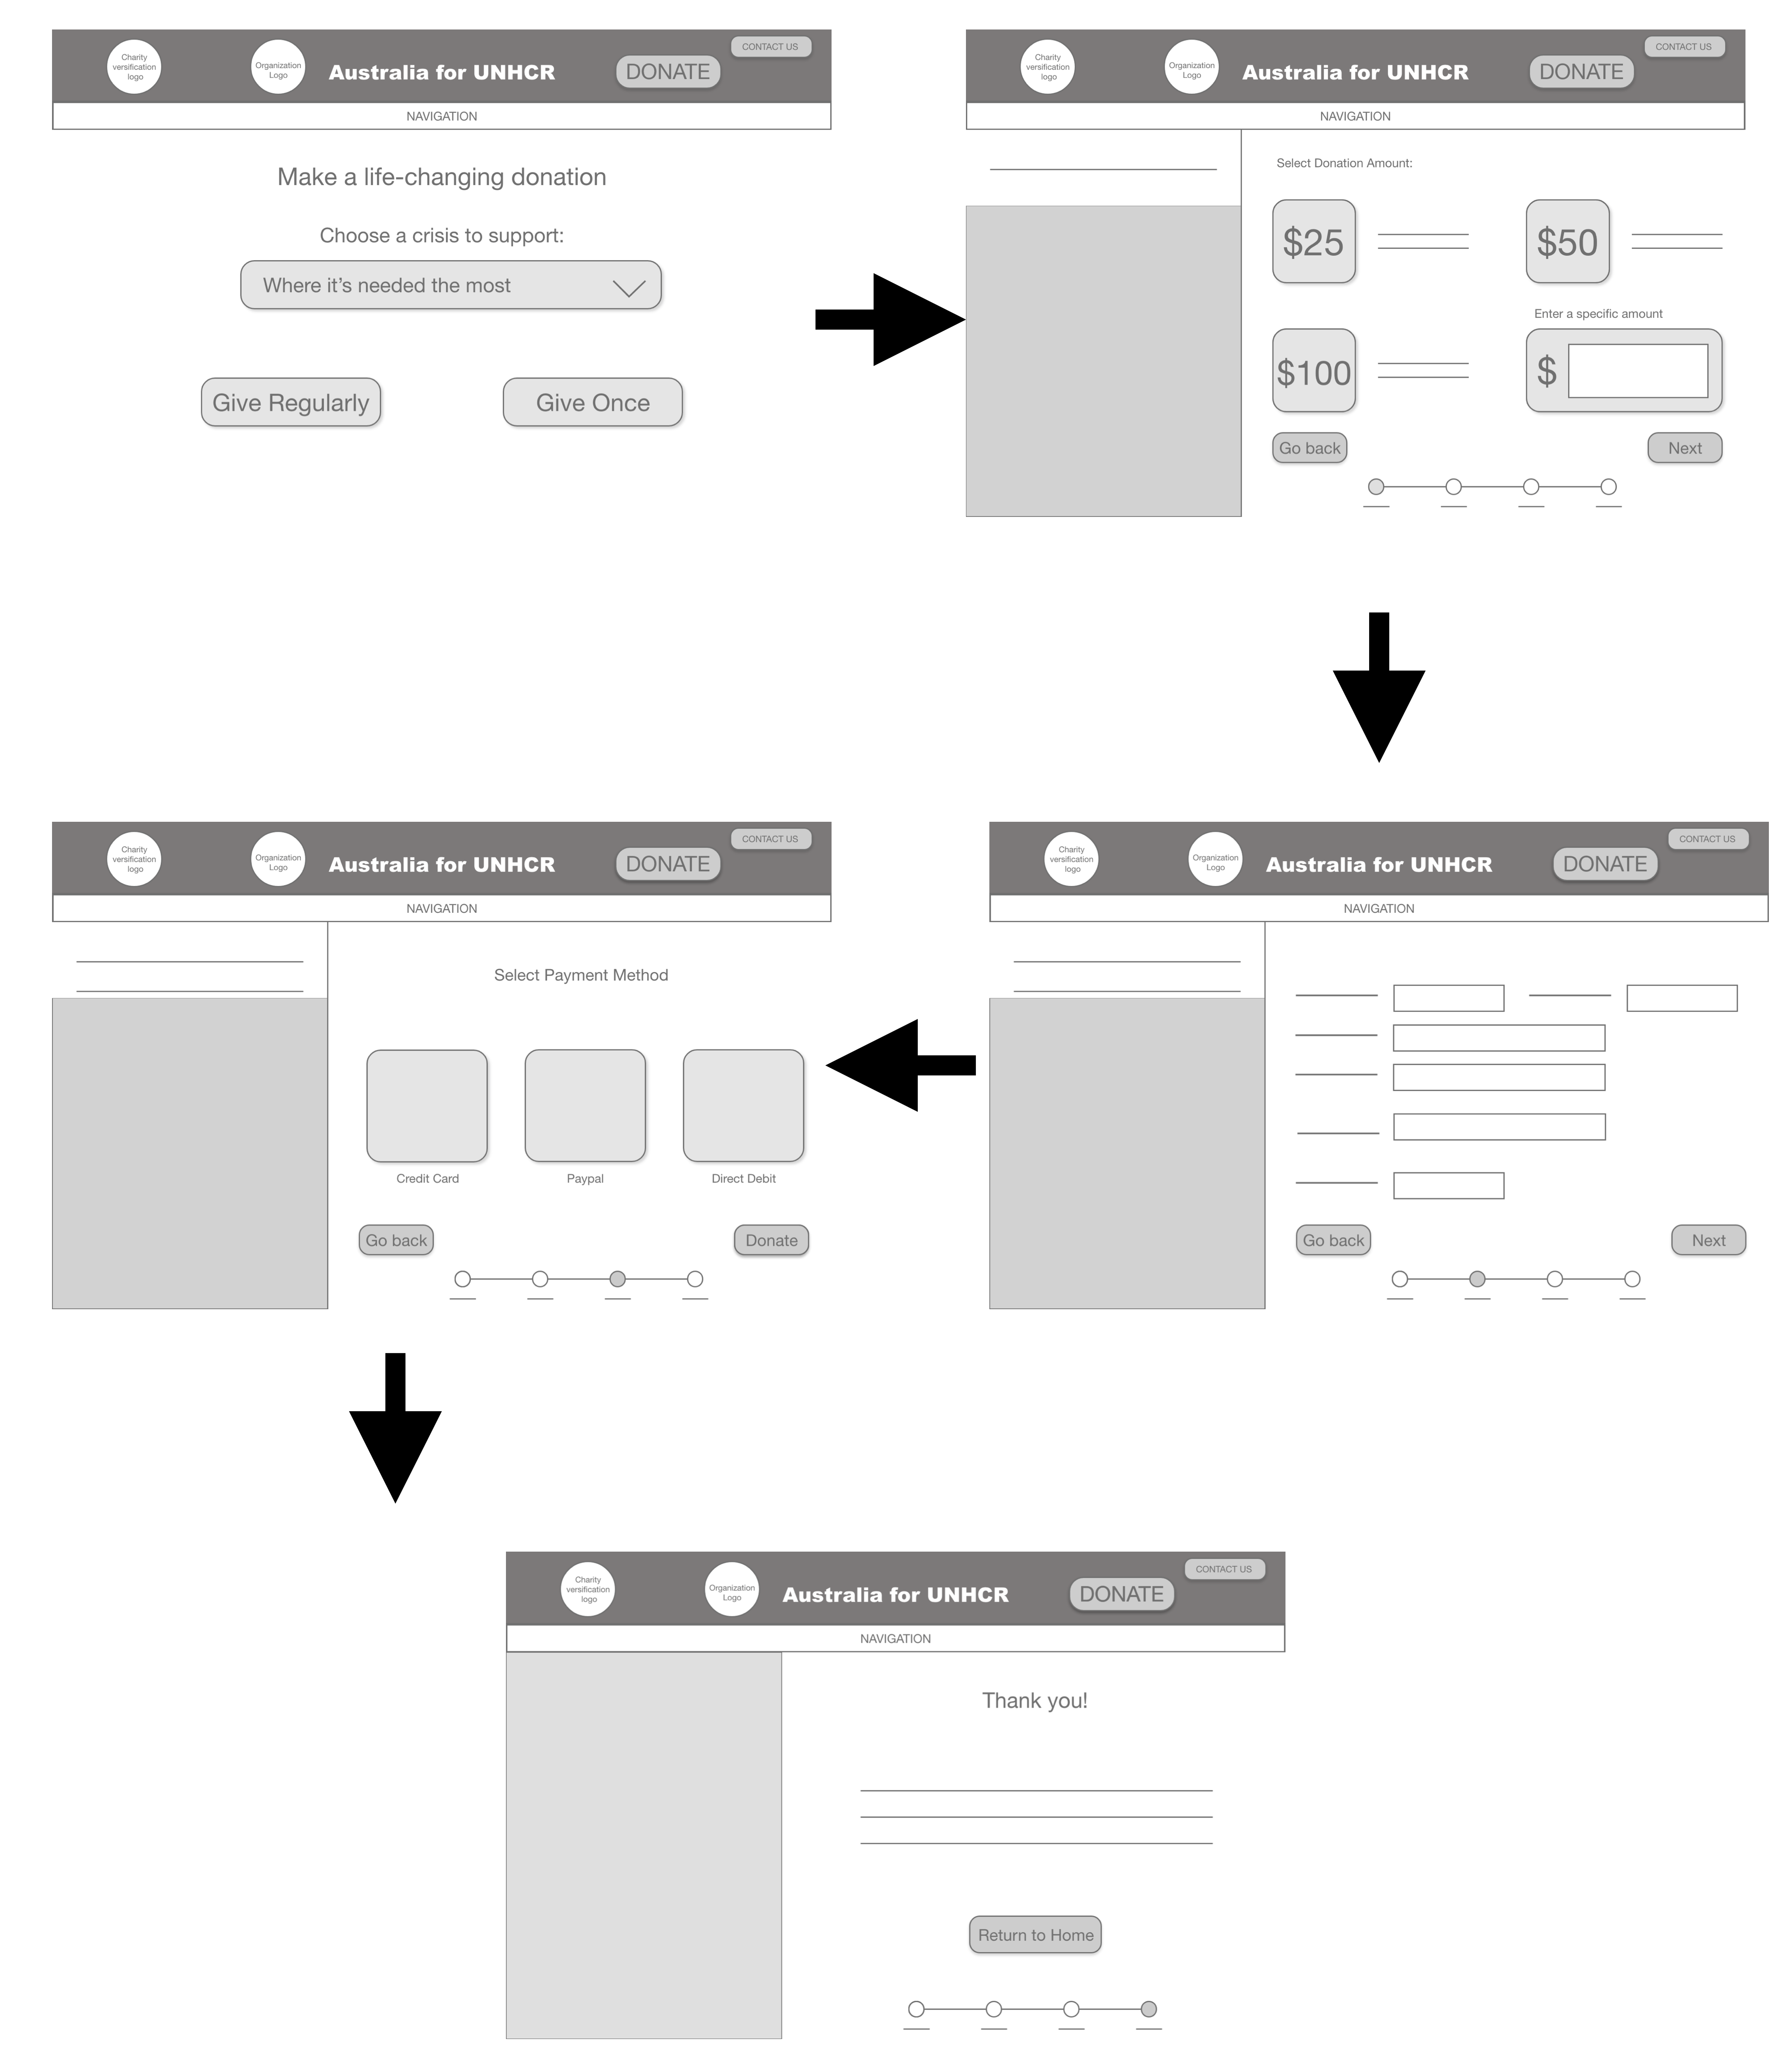 Charity
versification
logo
Organization
Logo
Australia for UNHCR
DONATE
CONTACT US
NAVIGATION
Make a life-changing donation
Choose a crisis to support:
Where it's needed the most
Give Regularly
Give Once
Charity
versification
logo
Organization
Logo
Australia for UNHCR
DONATE
CONTACT US
NAVIGATION
Select Donation Amount:
$25
$50
Enter a specific amount
$100
$
Go back
Next
Charity
versification
logo
Organization
Logo
Australia for UNHCR
DONATE
CONTACT US
NAVIGATION
Go back
Next
Charity
versification
logo
Organization
Logo
Australia for UNHCR
DONATE
CONTACT US
NAVIGATION
Select Payment Method
Credit Card
Paypal
Direct Debit
Go back
Donate
Charity
versification
logo
Organization
Logo
Australia for UNHCR
DONATE
CONTACT US
NAVIGATION
Thank you!
Return to Home